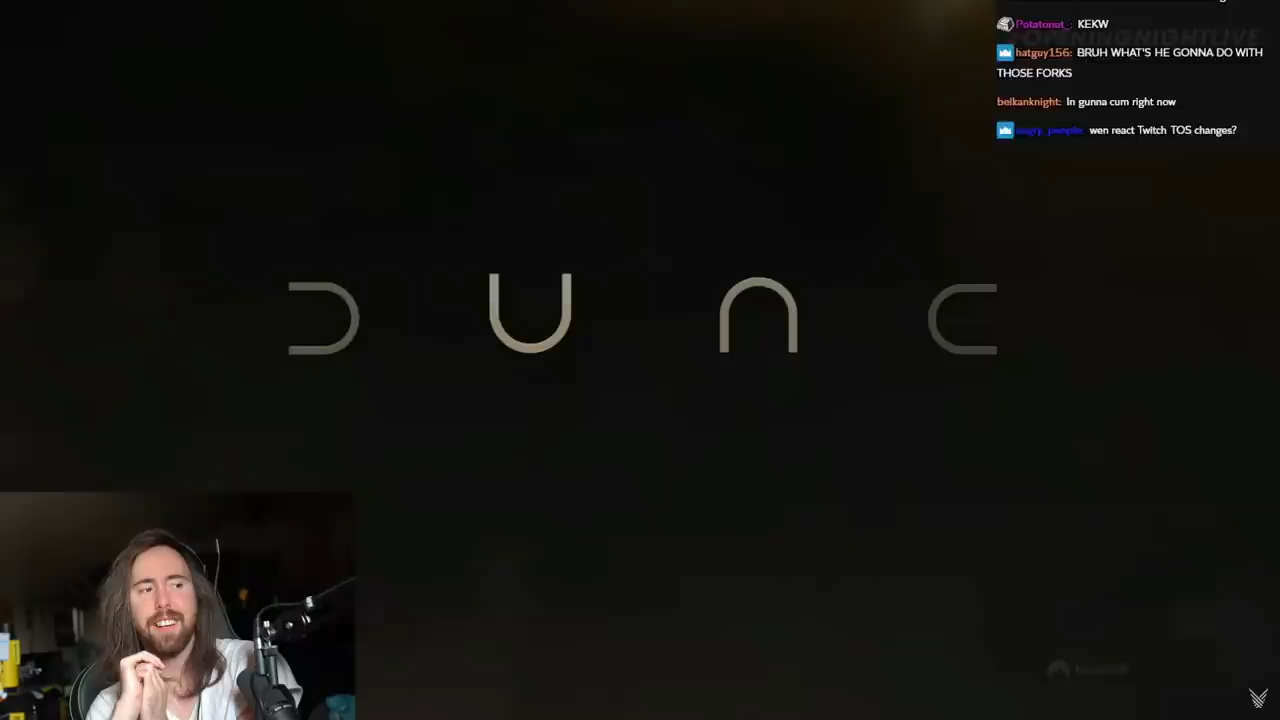 Potatonut_: KEKW
OPENINGNIGHTLIVE
hatguy156: BRUH WHAT'S HE GONNA DO WITH
THOSE FORKS
belkanknight: In gunna cum right now
wen react Twitch TOS changes?
DUNE